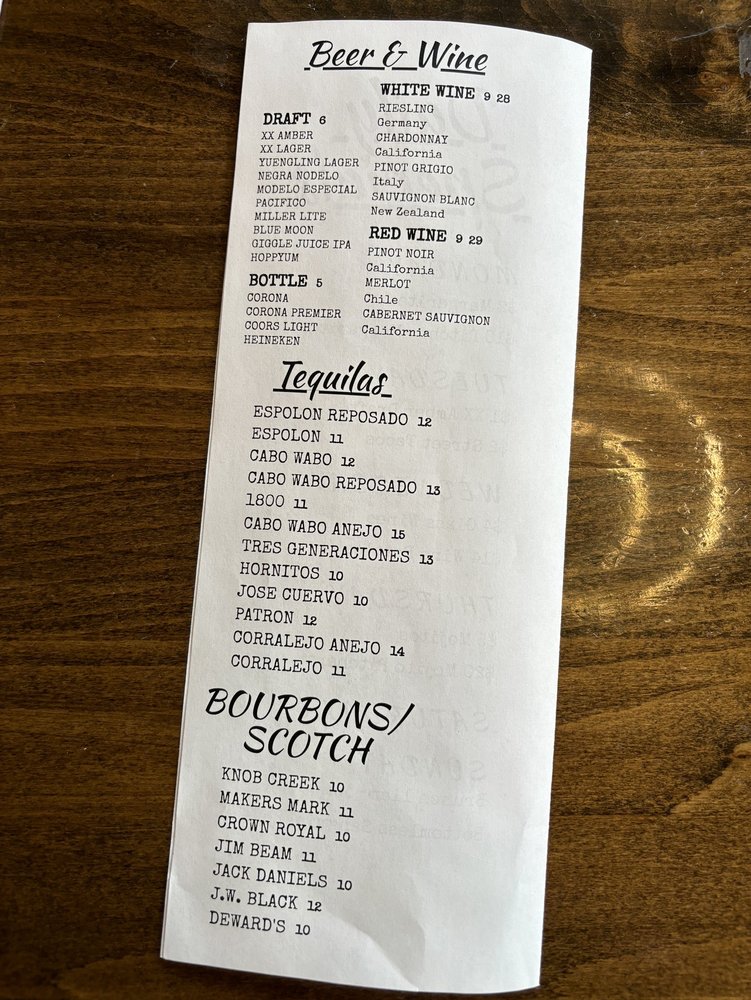 Beer & Wine
DRAFT 6
XX AMBER
XX LAGER
YUENGLING LAGER
NEGRA NODELO
MODELO ESPECIAL
PACIFICO
MILLER LITE
BLUE MOON
GIGGLE JUICE IPA
HOPPYUM
BOTTLE 5
CORONA
CORONA PREMIER
COORS LIGHT
HEINEKEN
WHITE WINE 9 28
RIESLING
Germany
CHARDONNAY
California
PINOT GRIGIO
Italy
SAUVIGNON BLANC
New Zealand
RED WINE 9 29
PINOT NOIR
California
MERLOT
Chile
CABERNET SAUVIGNON
California
Tequilas
ESPOLON REPOSADO 12
ESPOLON 11
CABO WABO 12
CABO WABO REPOSADO 13
1800 11
CABO WABO ANEJO 15
TRES GENERACIONES 13
HORNITOS 10
JOSE CUERVO 10
PATRON 12
CORRALEJO ANEJO 14
CORRALEJO 11
BOURBONS/
SCOTCH
KNOB CREEK 10
MAKERS MARK 11
CROWN ROYAL 10
JIM BEAM 11
JACK DANIELS 10
J.W. BLACK 12
DEWARD'S 10